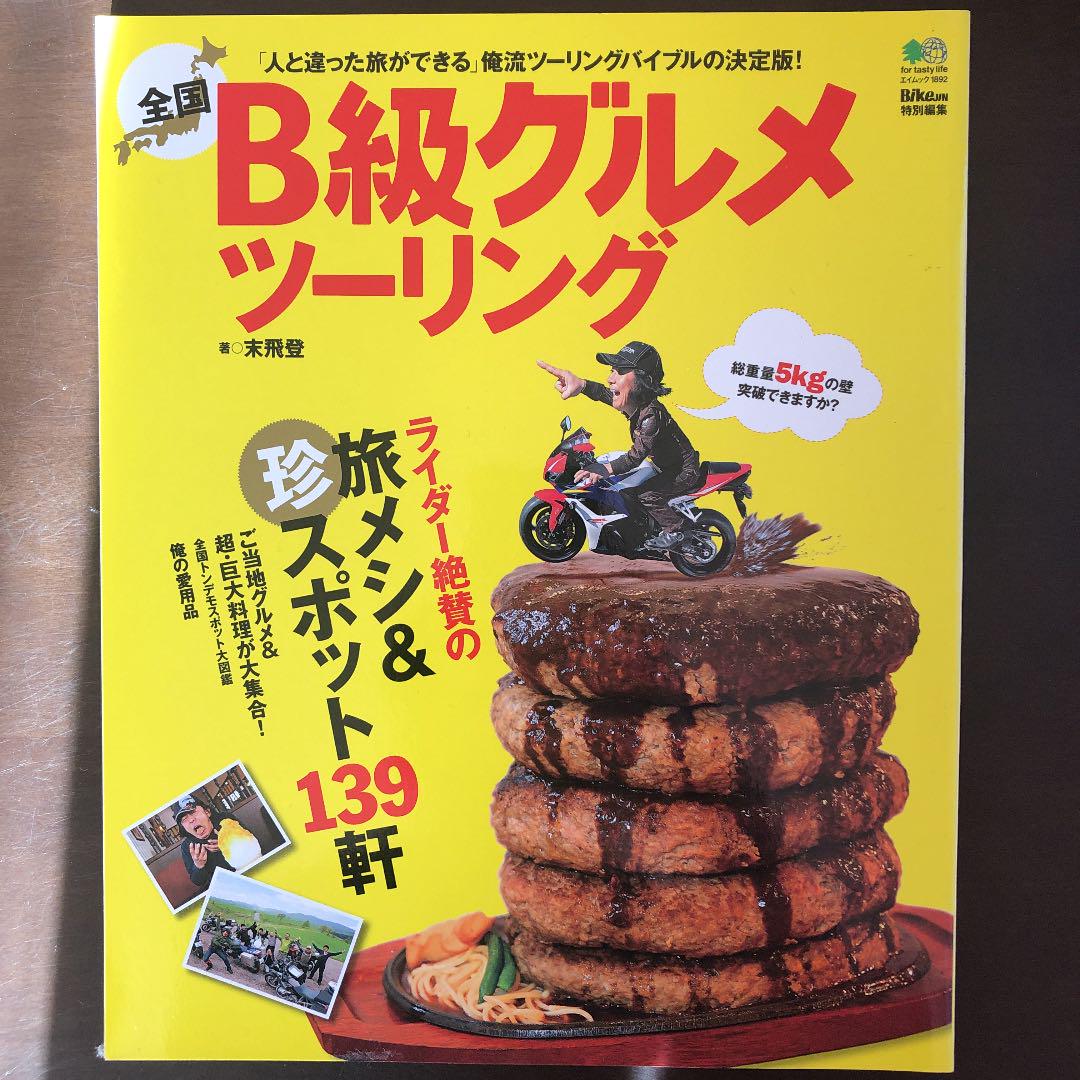 「人と違った旅ができる」俺流ツーリングバイブルの決定版！
for tasty life
エイムック 1892
BikeJIN
特別編集
全国
B級グルメ
ツーリング
著○末飛登
総重量5kgの壁
突破できますか？
ライダー絶賛の
旅メシ&
珍スポット139軒
ご当地グルメ&
超・巨大料理が大集合！
全国トンデモスポット大図鑑
俺の愛用品